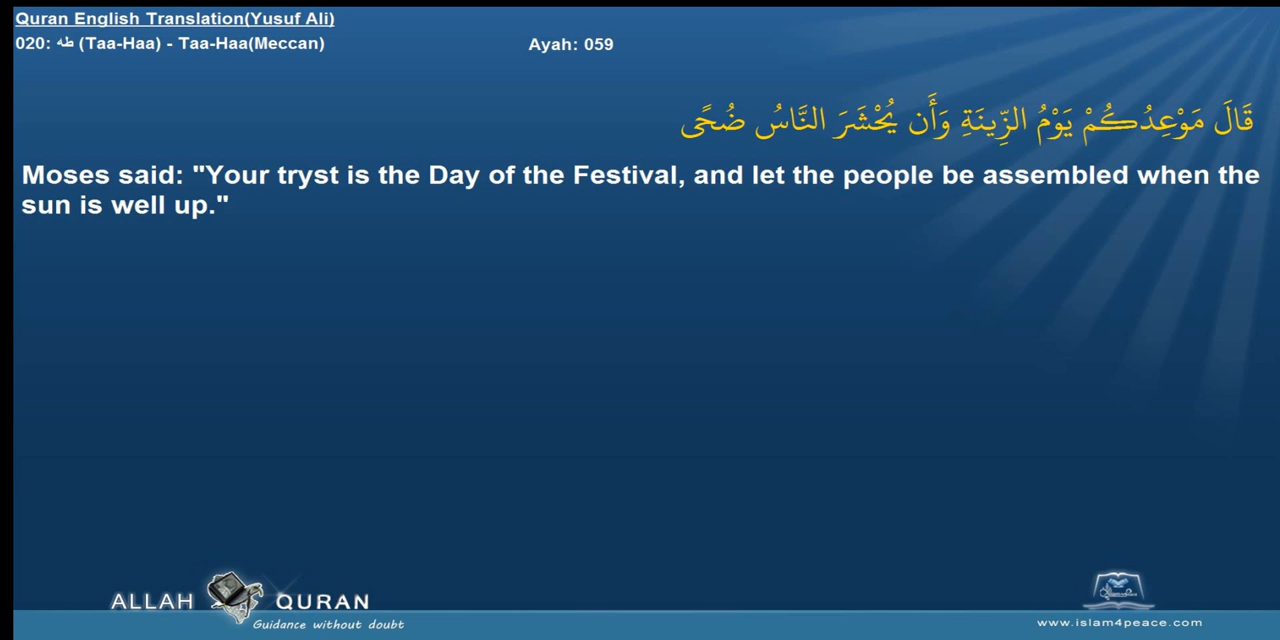 Quran English Translation(Yusuf Ali)
020: طه (Taa-Haa) - Taa-Haa(Meccan) Ayah: 059
قَالَ مَوْعِدُكُمْ يَوْمُ الزِّينَةِ وَأَن يُحْشَرَ النَّاسُ ضُحًى
Moses said: "Your tryst is the Day of the Festival, and let the people be assembled when the
sun is well up."
ALLAH QURAN
Guidance without doubt
www.islam4peace.com